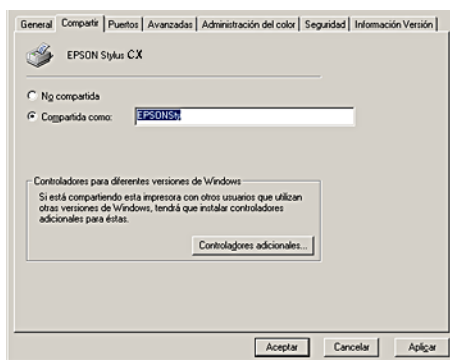 General Compartir Puertos Avanzadas Administración del color Seguridad Información Versión
EPSON Stylus CX
No compartida
Compartida como: EPSONSty
Controladores para diferentes versiones de Windows
Si está compartiendo esta impresora con otros usuarios que utilizan
otras versiones de Windows, tendrá que instalar controladores
adicionales para éstas.
Controladores adicionales...
Aceptar Cancelar Aplicar